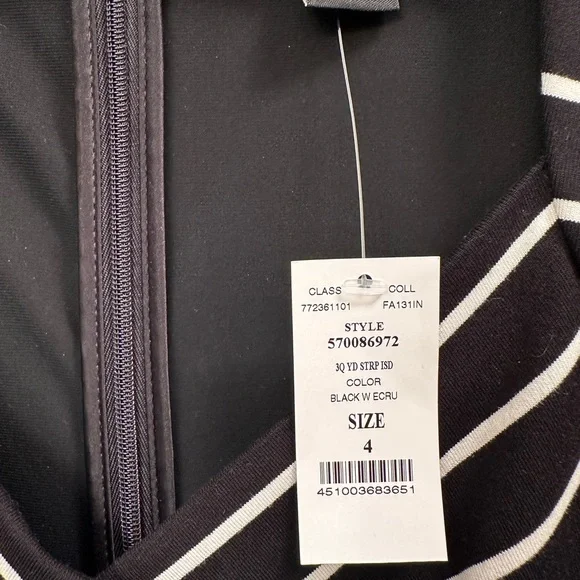 CLASS COLL
772361101 FA131IN
STYLE
570086972
3Q YD STRP ISD
COLOR
BLACK W ECRU
SIZE
4
451003683651